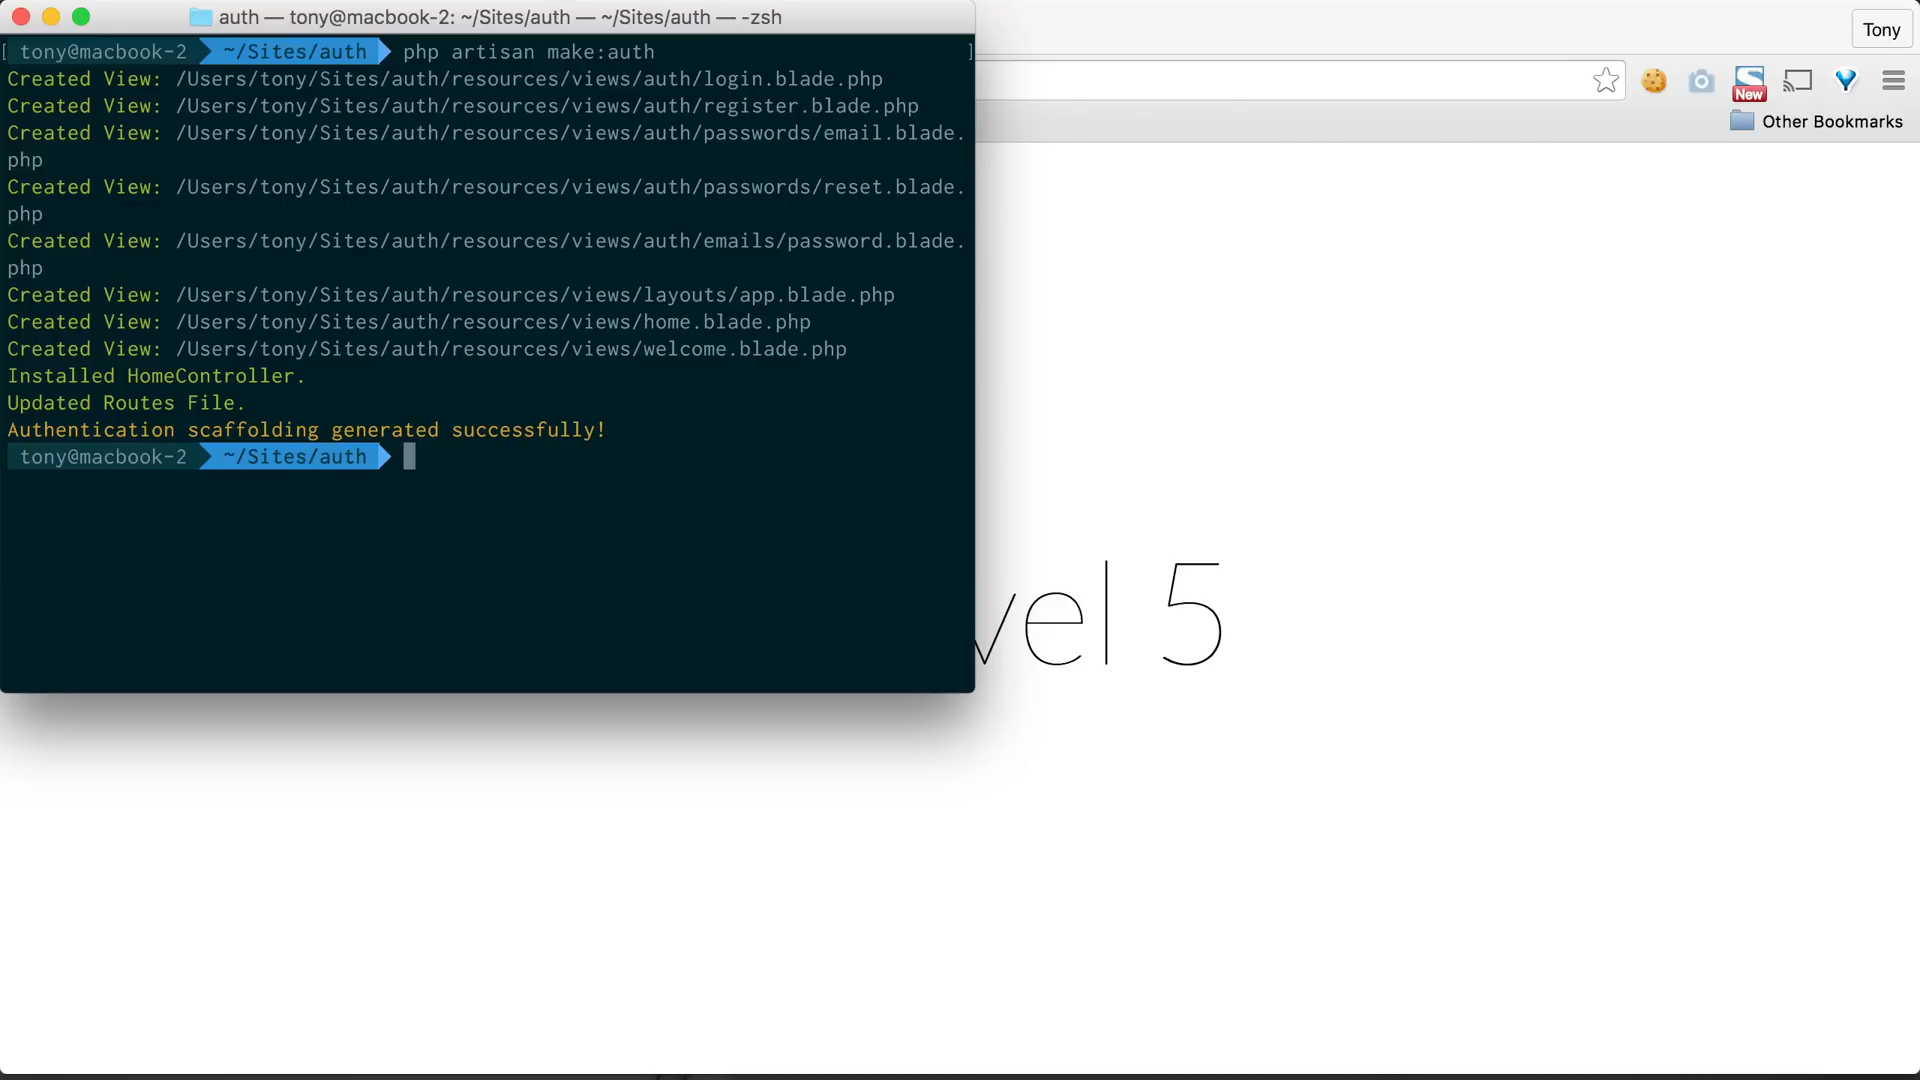 auth — tony@macbook-2: ~/Sites/auth — ~/Sites/auth — -zsh
Tony
[ tony@macbook-2 ~/Sites/auth php artisan make:auth ]
Created View: /Users/tony/Sites/auth/resources/views/auth/login.blade.php
Created View: /Users/tony/Sites/auth/resources/views/auth/register.blade.php
Created View: /Users/tony/Sites/auth/resources/views/auth/passwords/email.blade.
php
Created View: /Users/tony/Sites/auth/resources/views/auth/passwords/reset.blade.
php
Created View: /Users/tony/Sites/auth/resources/views/auth/emails/password.blade.
php
Created View: /Users/tony/Sites/auth/resources/views/layouts/app.blade.php
Created View: /Users/tony/Sites/auth/resources/views/home.blade.php
Created View: /Users/tony/Sites/auth/resources/views/welcome.blade.php
Installed HomeController.
Updated Routes File.
Authentication scaffolding generated successfully!
tony@macbook-2 ~/Sites/auth
New
Other Bookmarks
vel 5